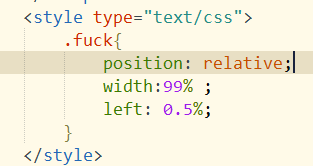 <style type="text/css">
.fuck{
position: relative;
width:99% ;
left: 0.5%;
}
</style>